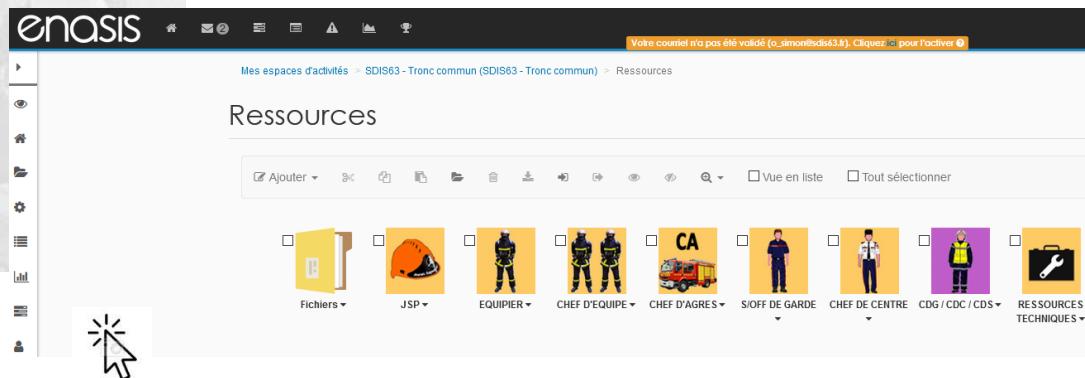 enasis
2
Votre courriel n'a pas été validé (o_simon@sdis63.fr). Cliquez ici pour l'activer
Mes espaces d'activités > SDIS63 - Tronc commun (SDIS63 - Tronc commun) > Ressources
Ressources
Ajouter Vue en liste Tout sélectionner
CA
Fichiers JSP EQUIPIER CHEF D'EQUIPE CHEF D'AGRES S/OFF DE GARDE CHEF DE CENTRE CDG / CDC / CDS RESSOURCES
TECHNIQUES